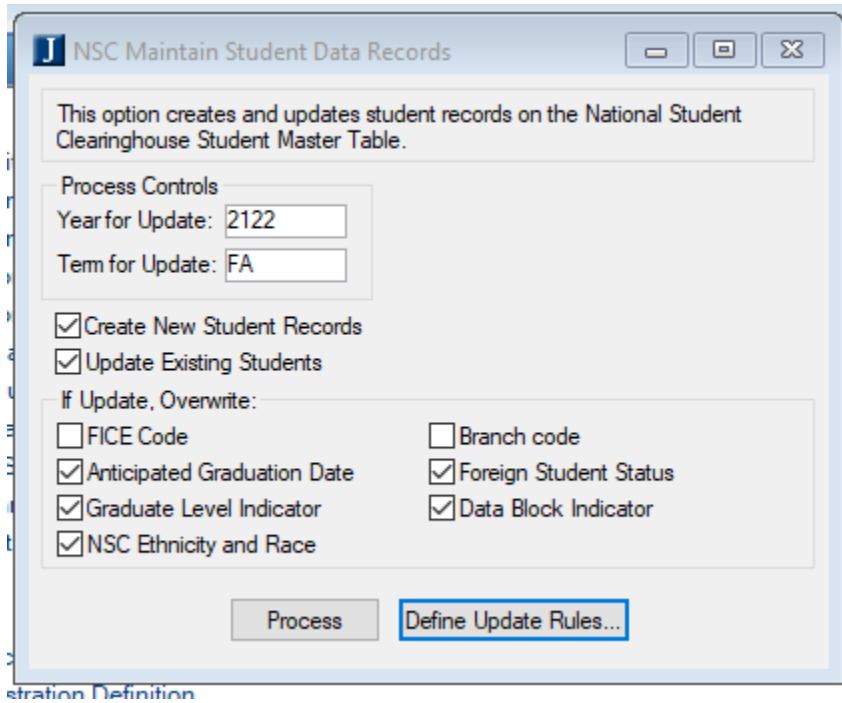 J NSC Maintain Student Data Records
This option creates and updates student records on the National Student
Clearinghouse Student Master Table.
Process Controls
Year for Update: 2122
Term for Update: FA
Create New Student Records
Update Existing Students
If Update, Overwrite:
FICE Code
Branch code
Anticipated Graduation Date
Foreign Student Status
Graduate Level Indicator
Data Block Indicator
NSC Ethnicity and Race
Process
Define Update Rules...
stration Definition